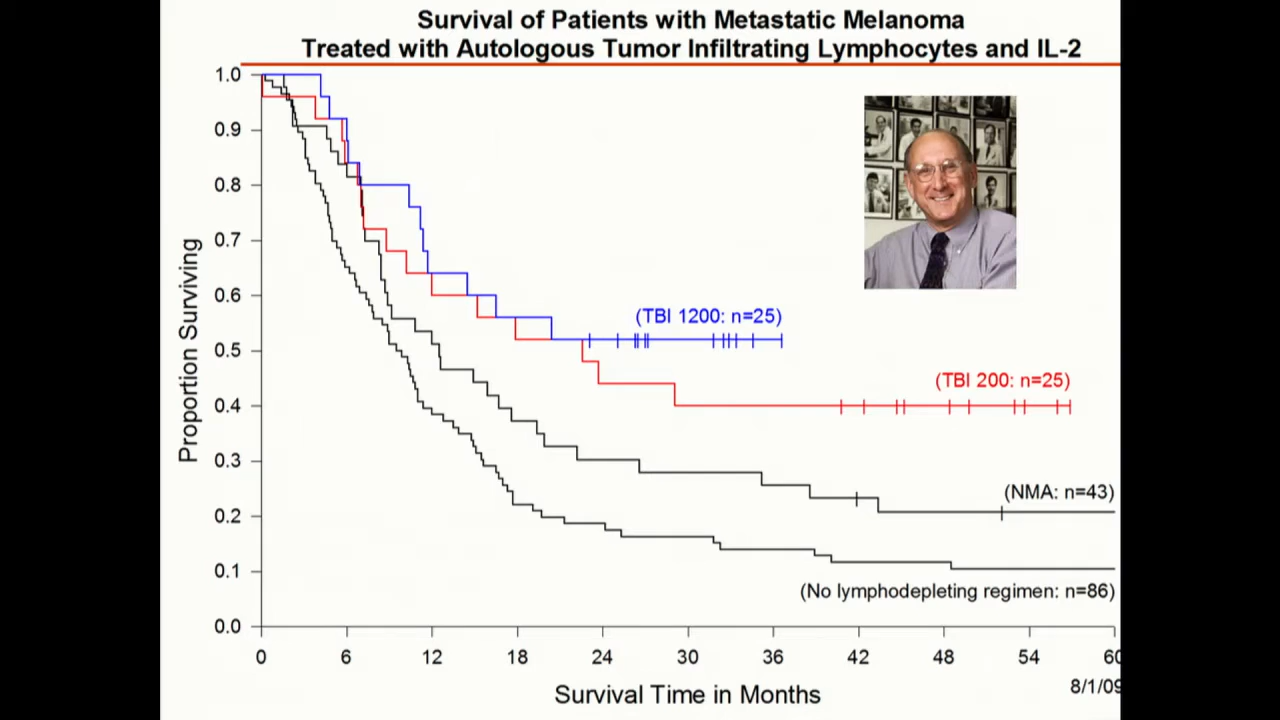 Survival of Patients with Metastatic Melanoma
Treated with Autologous Tumor Infiltrating Lymphocytes and IL-2
1.0
0.9
0.8
0.7
0.6
0.5
0.4
0.3
0.2
0.1
0.0
Proportion Surviving
(TBI 1200: n=25)
(TBI 200: n=25)
(NMA: n=43)
(No lymphodepleting regimen: n=86)
0 6 12 18 24 30 36 42 48 54 60
8/1/09
Survival Time in Months